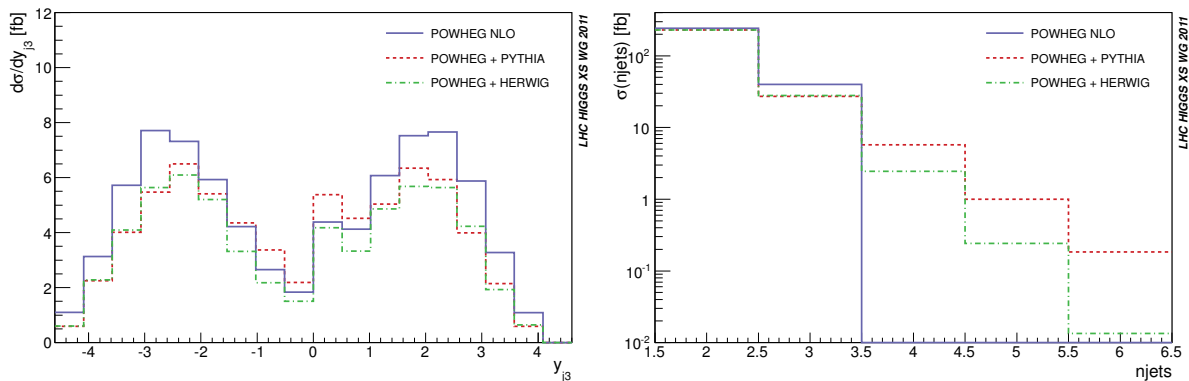 dσ/dy_j3 [fb]
12
10
8
6
4
2
0
-4 -3 -2 -1 0 1 2 3 4
y_j3
POWHEG NLO
POWHEG + PYTHIA
POWHEG + HERWIG
LHC HIGGS XS WG 2011
σ(njets) [fb]
10^2
10
1
10^-1
10^-2
1.5 2 2.5 3 3.5 4 4.5 5 5.5 6 6.5
njets
POWHEG NLO
POWHEG + PYTHIA
POWHEG + HERWIG
LHC HIGGS XS WG 2011